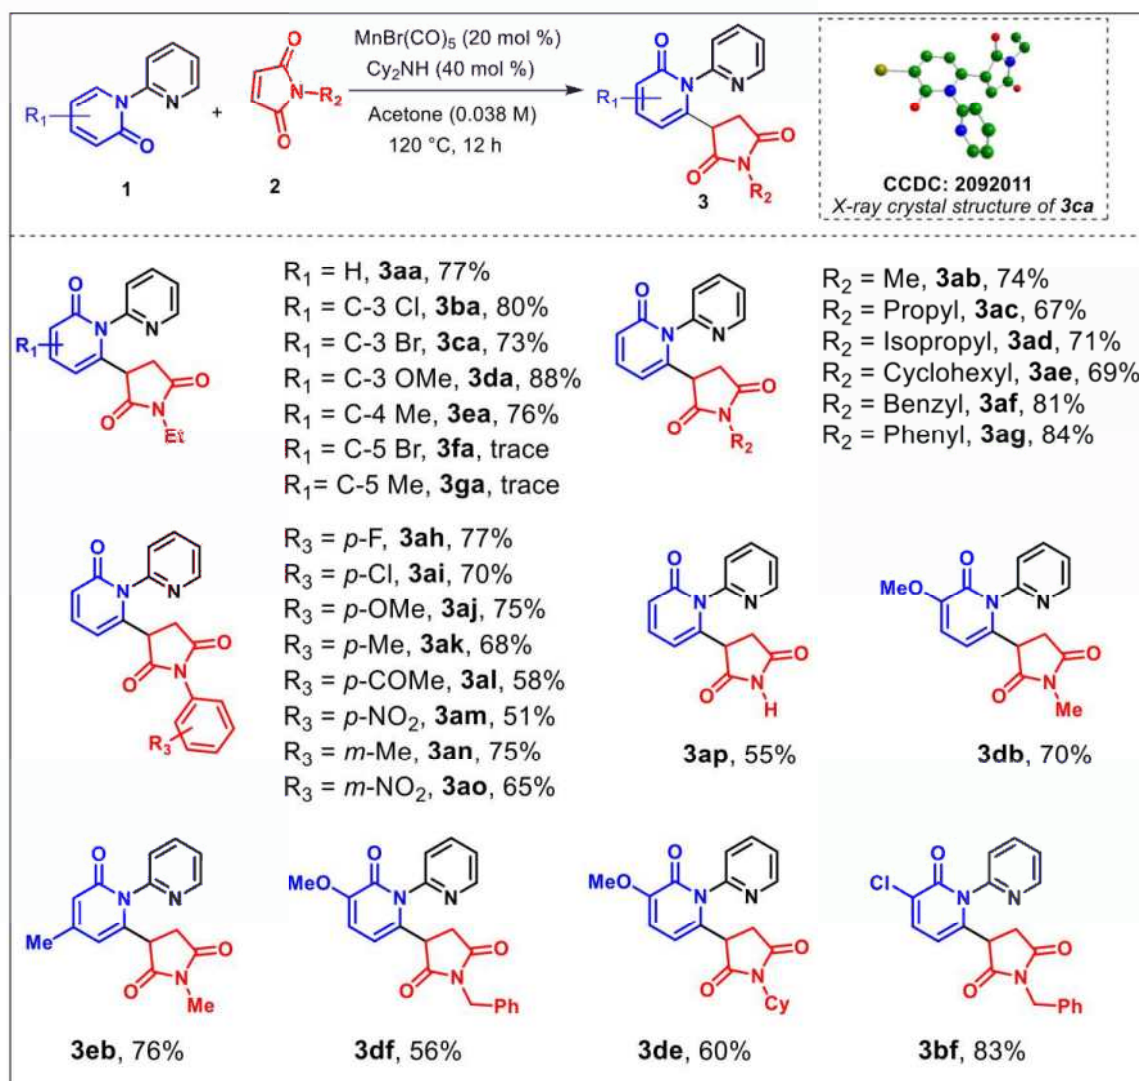 MnBr(CO)5 (20 mol %)
Cy2NH (40 mol %)
Acetone (0.038 M)
120 °C, 12 h
R1
N
N
O
1
+
O
N
R2
O
2
O
R1
N
N
O
O
N
R2
3
CCDC: 2092011
X-ray crystal structure of 3ca
O
R1
N
N
O
O
N
Et
R1 = H, 3aa, 77%
R1 = C-3 Cl, 3ba, 80%
R1 = C-3 Br, 3ca, 73%
R1 = C-3 OMe, 3da, 88%
R1 = C-4 Me, 3ea, 76%
R1 = C-5 Br, 3fa, trace
R1= C-5 Me, 3ga, trace
O
N
N
O
O
N
R2
R2 = Me, 3ab, 74%
R2 = Propyl, 3ac, 67%
R2 = Isopropyl, 3ad, 71%
R2 = Cyclohexyl, 3ae, 69%
R2 = Benzyl, 3af, 81%
R2 = Phenyl, 3ag, 84%
O
N
N
O
O
N
R3
R3 = p-F, 3ah, 77%
R3 = p-Cl, 3ai, 70%
R3 = p-OMe, 3aj, 75%
R3 = p-Me, 3ak, 68%
R3 = p-COMe, 3al, 58%
R3 = p-NO2, 3am, 51%
R3 = m-Me, 3an, 75%
R3 = m-NO2, 3ao, 65%
O
N
N
O
O
N
H
3ap, 55%
MeO
O
N
N
O
O
N
Me
3db, 70%
O
N
N
Me
O
O
N
Me
3eb, 76%
MeO
O
N
N
O
O
N
Ph
3df, 56%
MeO
O
N
N
O
O
N
Cy
3de, 60%
Cl
O
N
N
O
O
N
Ph
3bf, 83%